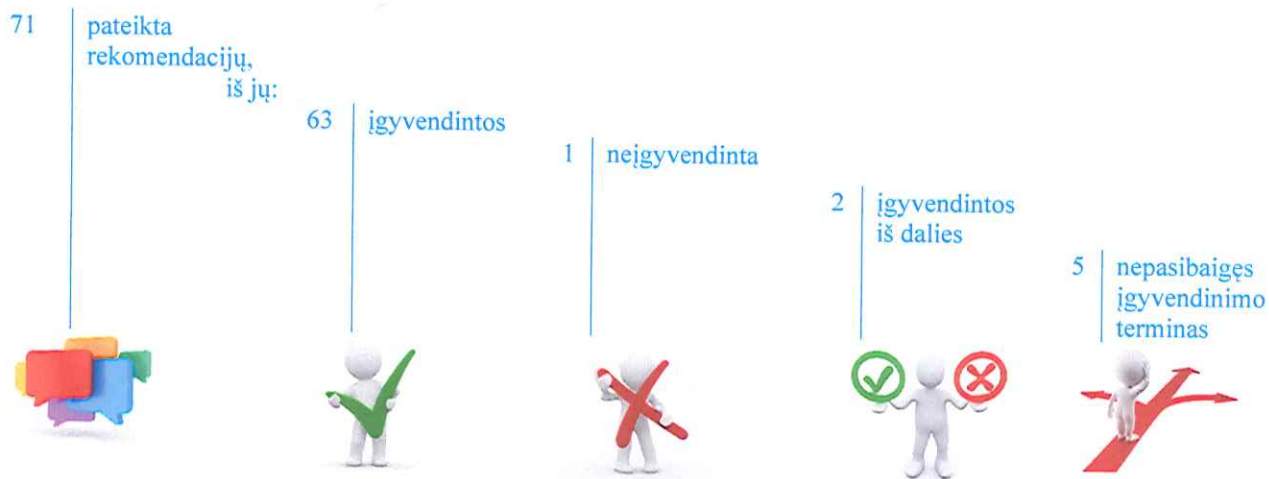 71 pateikta
rekomendacijų,
iš jų:
63 įgyvendintos
1 neįgyvendinta
2 įgyvendintos
iš dalies
5 nepasibaigęs
įgyvendinimo
terminas